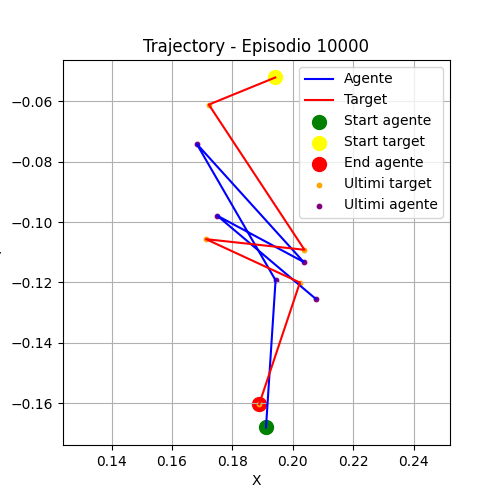 Trajectory - Episodio 10000
Agente
Target
Start agente
Start target
End agente
Ultimi target
Ultimi agente
−0.06
−0.08
−0.10
−0.12
−0.14
−0.16
0.14
0.16
0.18
0.20
0.22
0.24
X